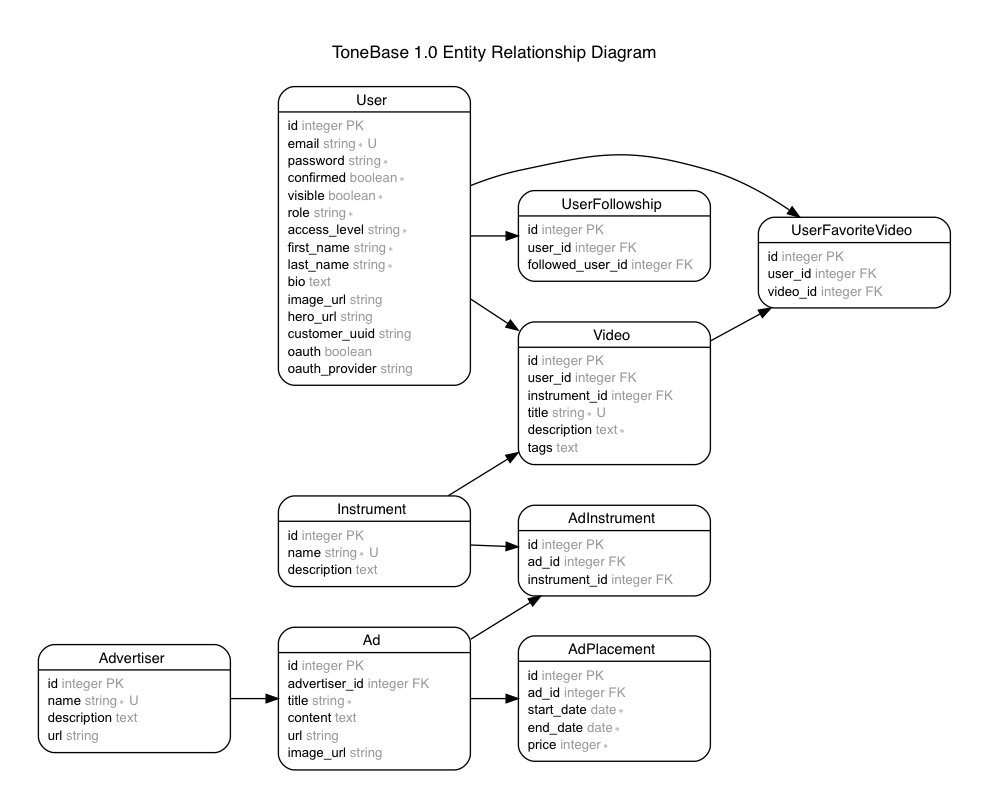 ToneBase 1.0 Entity Relationship Diagram
User
id integer PK
email string * U
password string *
confirmed boolean *
visible boolean *
role string *
access_level string *
first_name string *
last_name string *
bio text
image_url string
hero_url string
customer_uuid string
oauth boolean
oauth_provider string
UserFollowship
id integer PK
user_id integer FK
followed_user_id integer FK
UserFavoriteVideo
id integer PK
user_id integer FK
video_id integer FK
Video
id integer PK
user_id integer FK
instrument_id integer FK
title string * U
description text *
tags text
Instrument
id integer PK
name string * U
description text
AdInstrument
id integer PK
ad_id integer FK
instrument_id integer FK
Advertiser
id integer PK
name string * U
description text
url string
Ad
id integer PK
advertiser_id integer FK
title string *
content text
url string
image_url string
AdPlacement
id integer PK
ad_id integer FK
start_date date *
end_date date *
price integer *